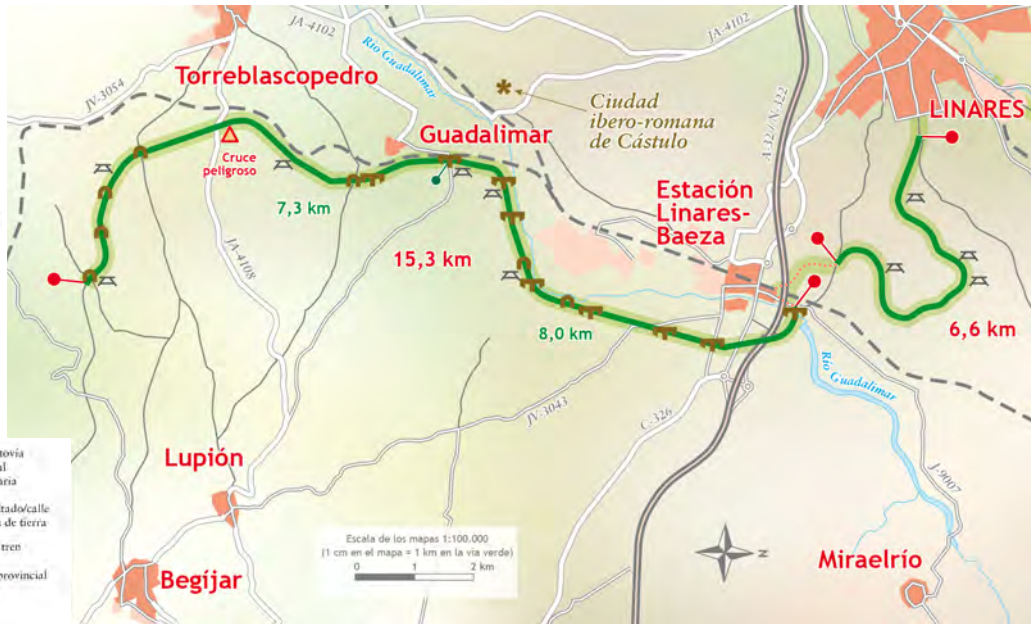 JA-4102
JV-3054
JA-4102
Río Guadalimar
JA-4102
Torreblascopedro
Ciudad
ibero-romana
de Cástulo
LINARES
Guadalimar
Cruce
peligroso
A-32 / N-322
Estación
Linares-
Baeza
7,3 km
15,3 km
JA-4108
8,0 km
6,6 km
Río Guadalimar
JV-3043
C-326
J-9007
Lupión
tado/calle
de tierra
tren
provincial
Escala de los mapas 1:100.000
(1 cm en el mapa = 1 km en la vía verde)
0 1 2 km
N
Begíjar
Miraelrío